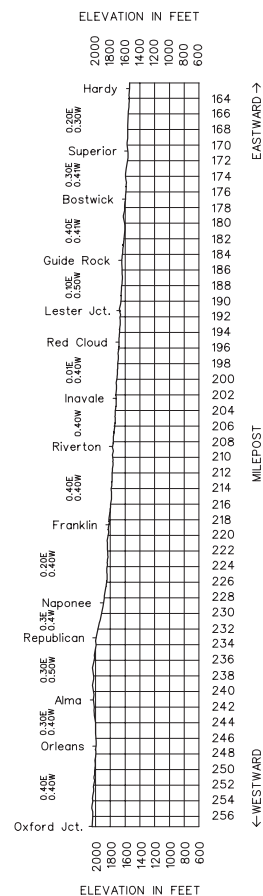 ELEVATION IN FEET
2000 1800 1600 1400 1200 1000 800 600
EASTWARD →
Hardy
164
0.20E
0.30W
166
168
170
Superior
172
0.30E
0.41W
174
176
Bostwick
178
0.40E
0.41W
180
182
184
Guide Rock
186
0.10E
0.50W
188
190
Lester Jct.
192
194
Red Cloud
196
198
0.01E
0.40W
200
202
Inavale
204
0.40W
206
208
Riverton
210
212
0.40E
0.40W
214
216
218
Franklin
220
222
0.20E
0.40W
224
226
228
Naponee
230
0.3E
0.4W
232
Republican
234
236
0.30E
0.50W
238
240
Alma
242
0.30E
0.40W
244
246
Orleans
248
250
0.40E
0.40W
252
254
256
Oxford Jct.
MILEPOST
← WESTWARD
2000 1800 1600 1400 1200 1000 800 600
ELEVATION IN FEET